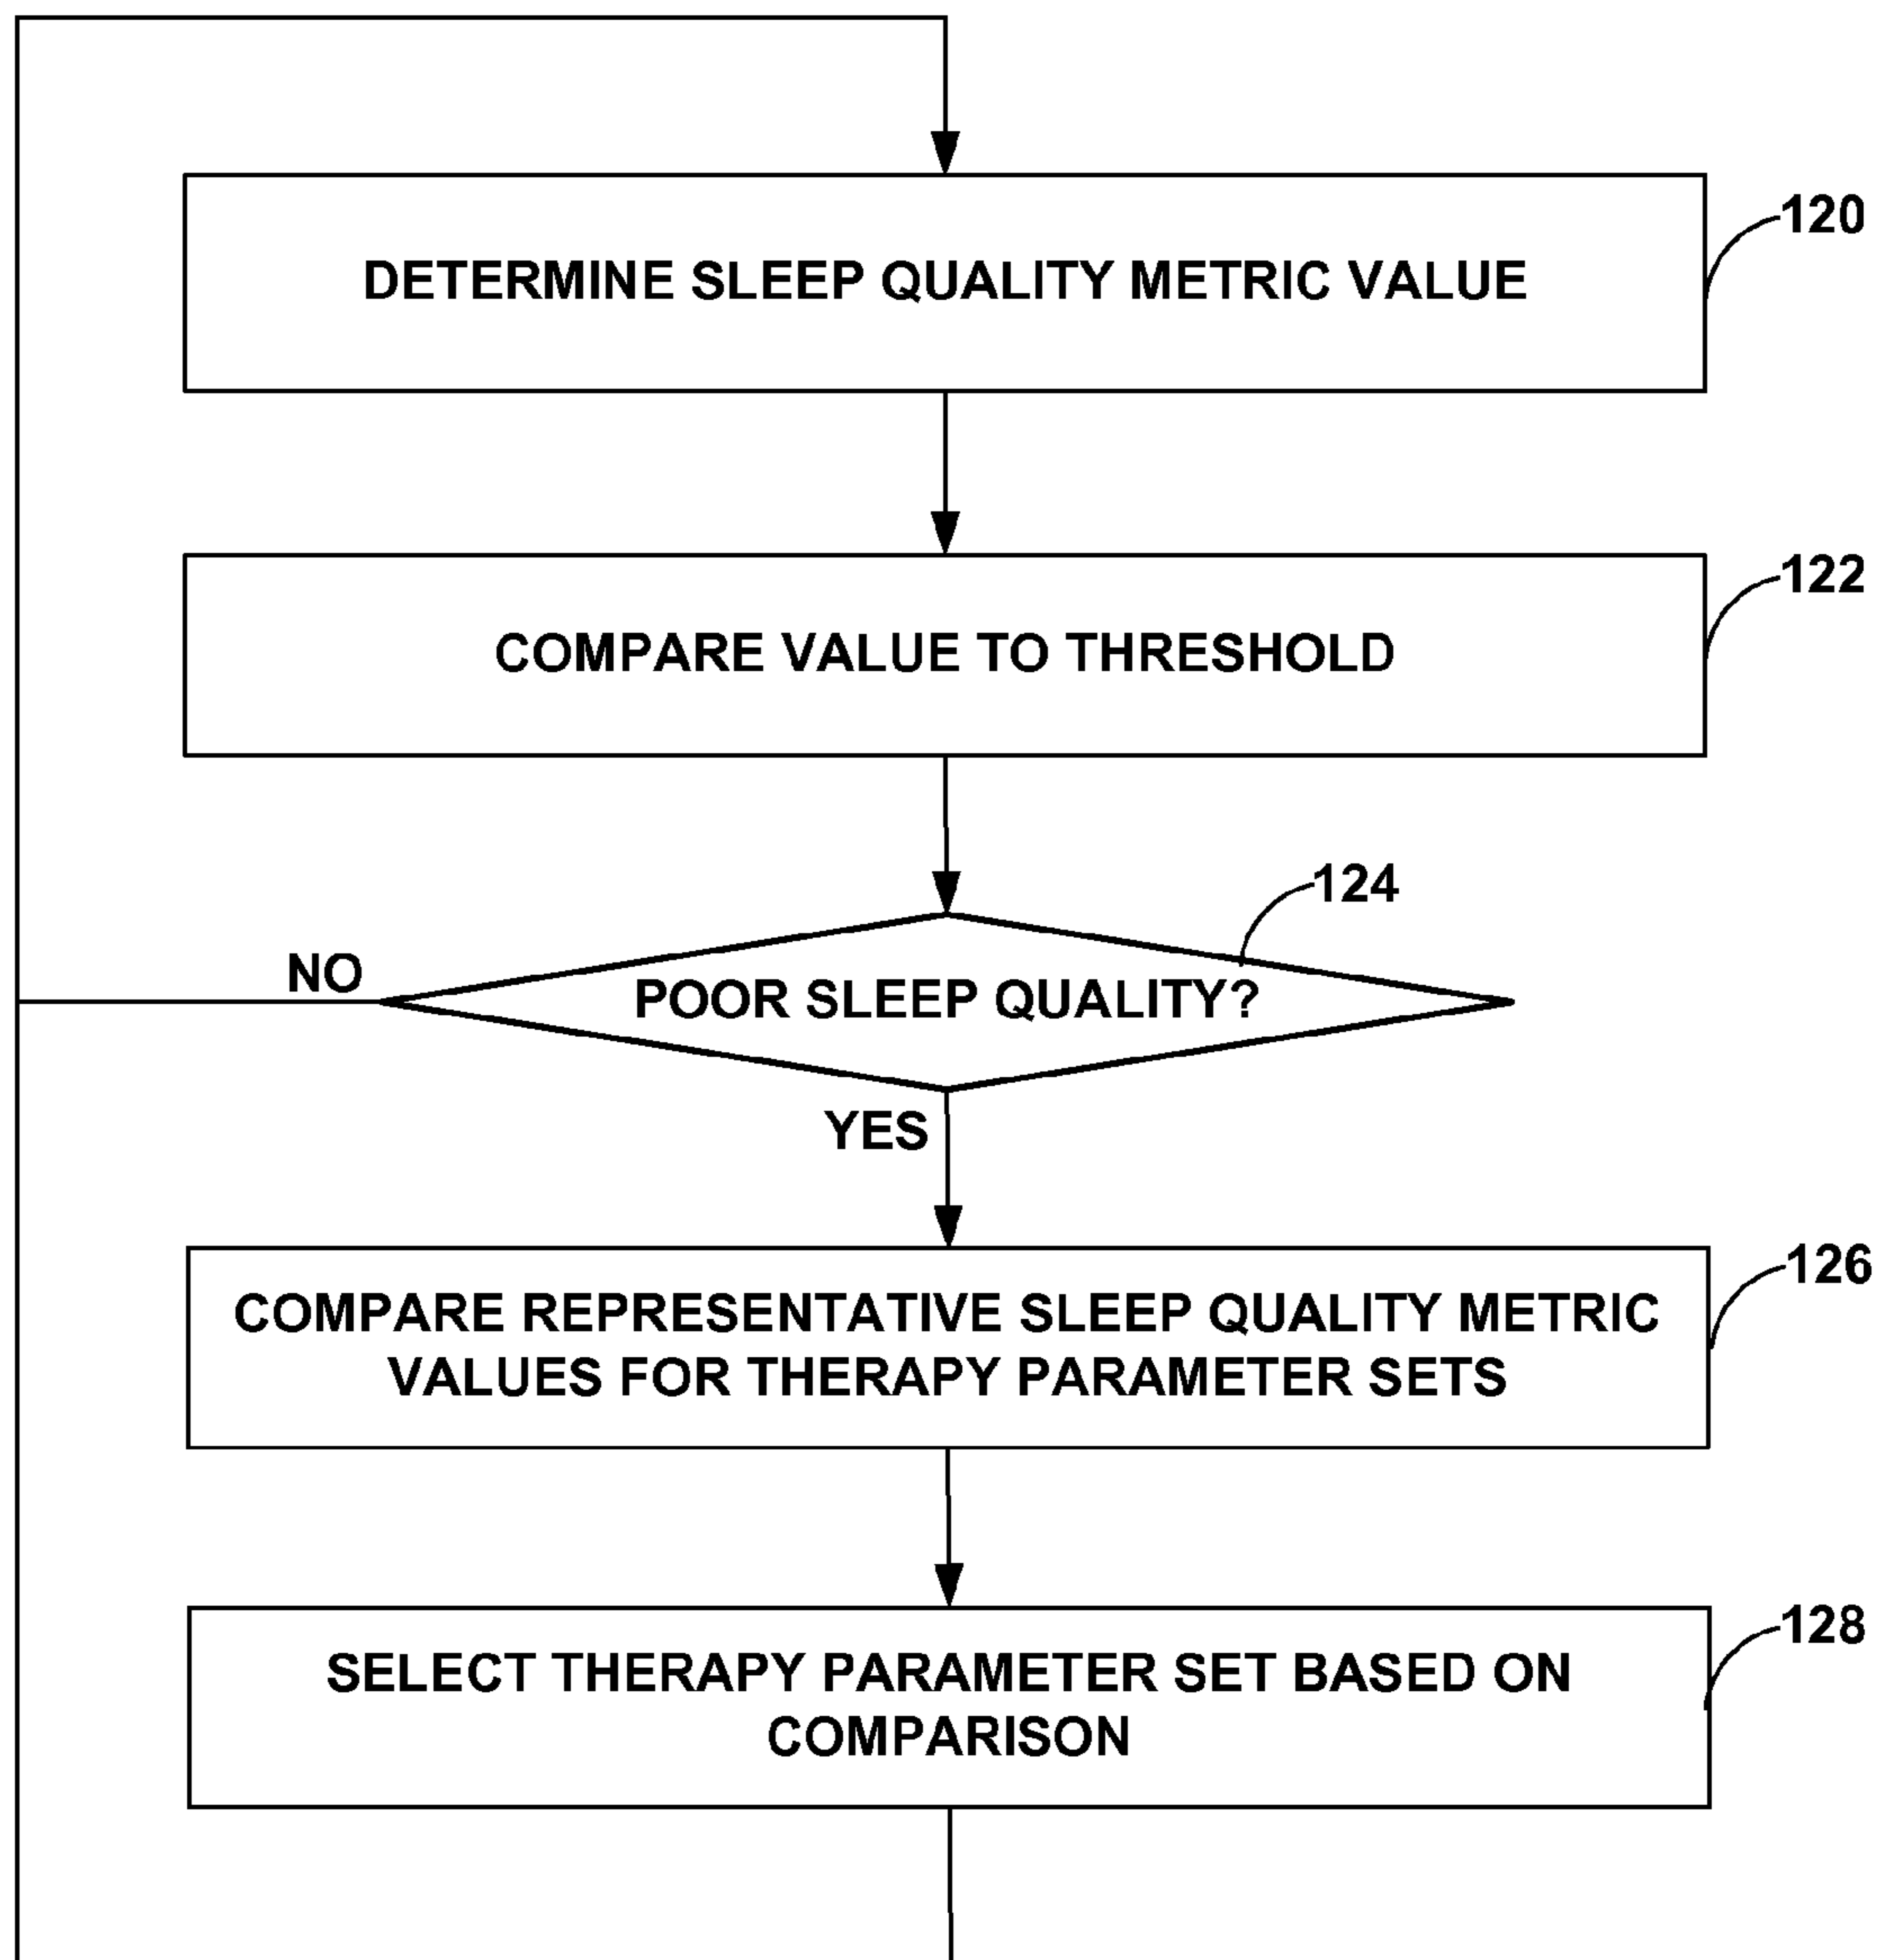 DETERMINE SLEEP QUALITY METRIC VALUE
120
COMPARE VALUE TO THRESHOLD
122
124
NO
POOR SLEEP QUALITY?
YES
COMPARE REPRESENTATIVE SLEEP QUALITY METRIC
VALUES FOR THERAPY PARAMETER SETS
126
SELECT THERAPY PARAMETER SET BASED ON
COMPARISON
128